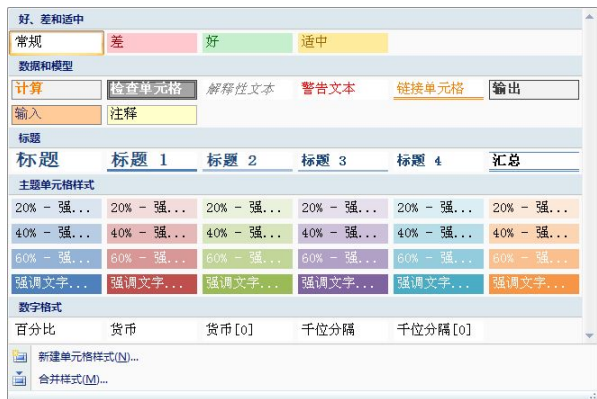 好、差和适中
常规 差 好 适中
数据和模型
计算 检查单元格 解释性文本 警告文本 链接单元格 输出
输入 注释
标题
标题 标题 1 标题 2 标题 3 标题 4 汇总
主题单元格样式
20% - 强... 20% - 强... 20% - 强... 20% - 强... 20% - 强... 20% - 强...
40% - 强... 40% - 强... 40% - 强... 40% - 强... 40% - 强... 40% - 强...
60% - 强... 60% - 强... 60% - 强... 60% - 强... 60% - 强... 60% - 强...
强调文字... 强调文字... 强调文字... 强调文字... 强调文字... 强调文字...
数字格式
百分比 货币 货币[0] 千位分隔 千位分隔[0]
新建单元格样式(N)...
合并样式(M)...